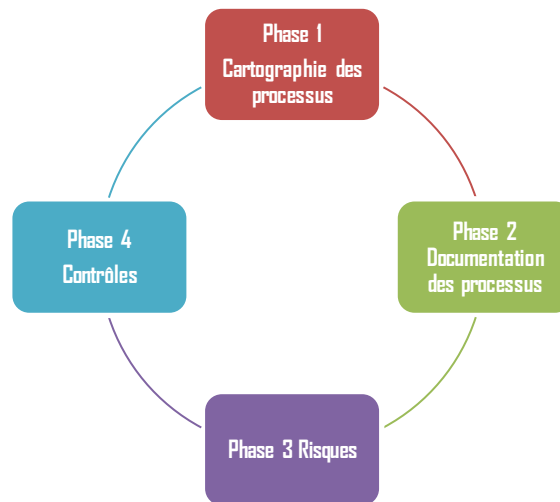 Phase 1
Cartographie des
processus
Phase 2
Documentation
des processus
Phase 3 Risques
Phase 4
Contrôles